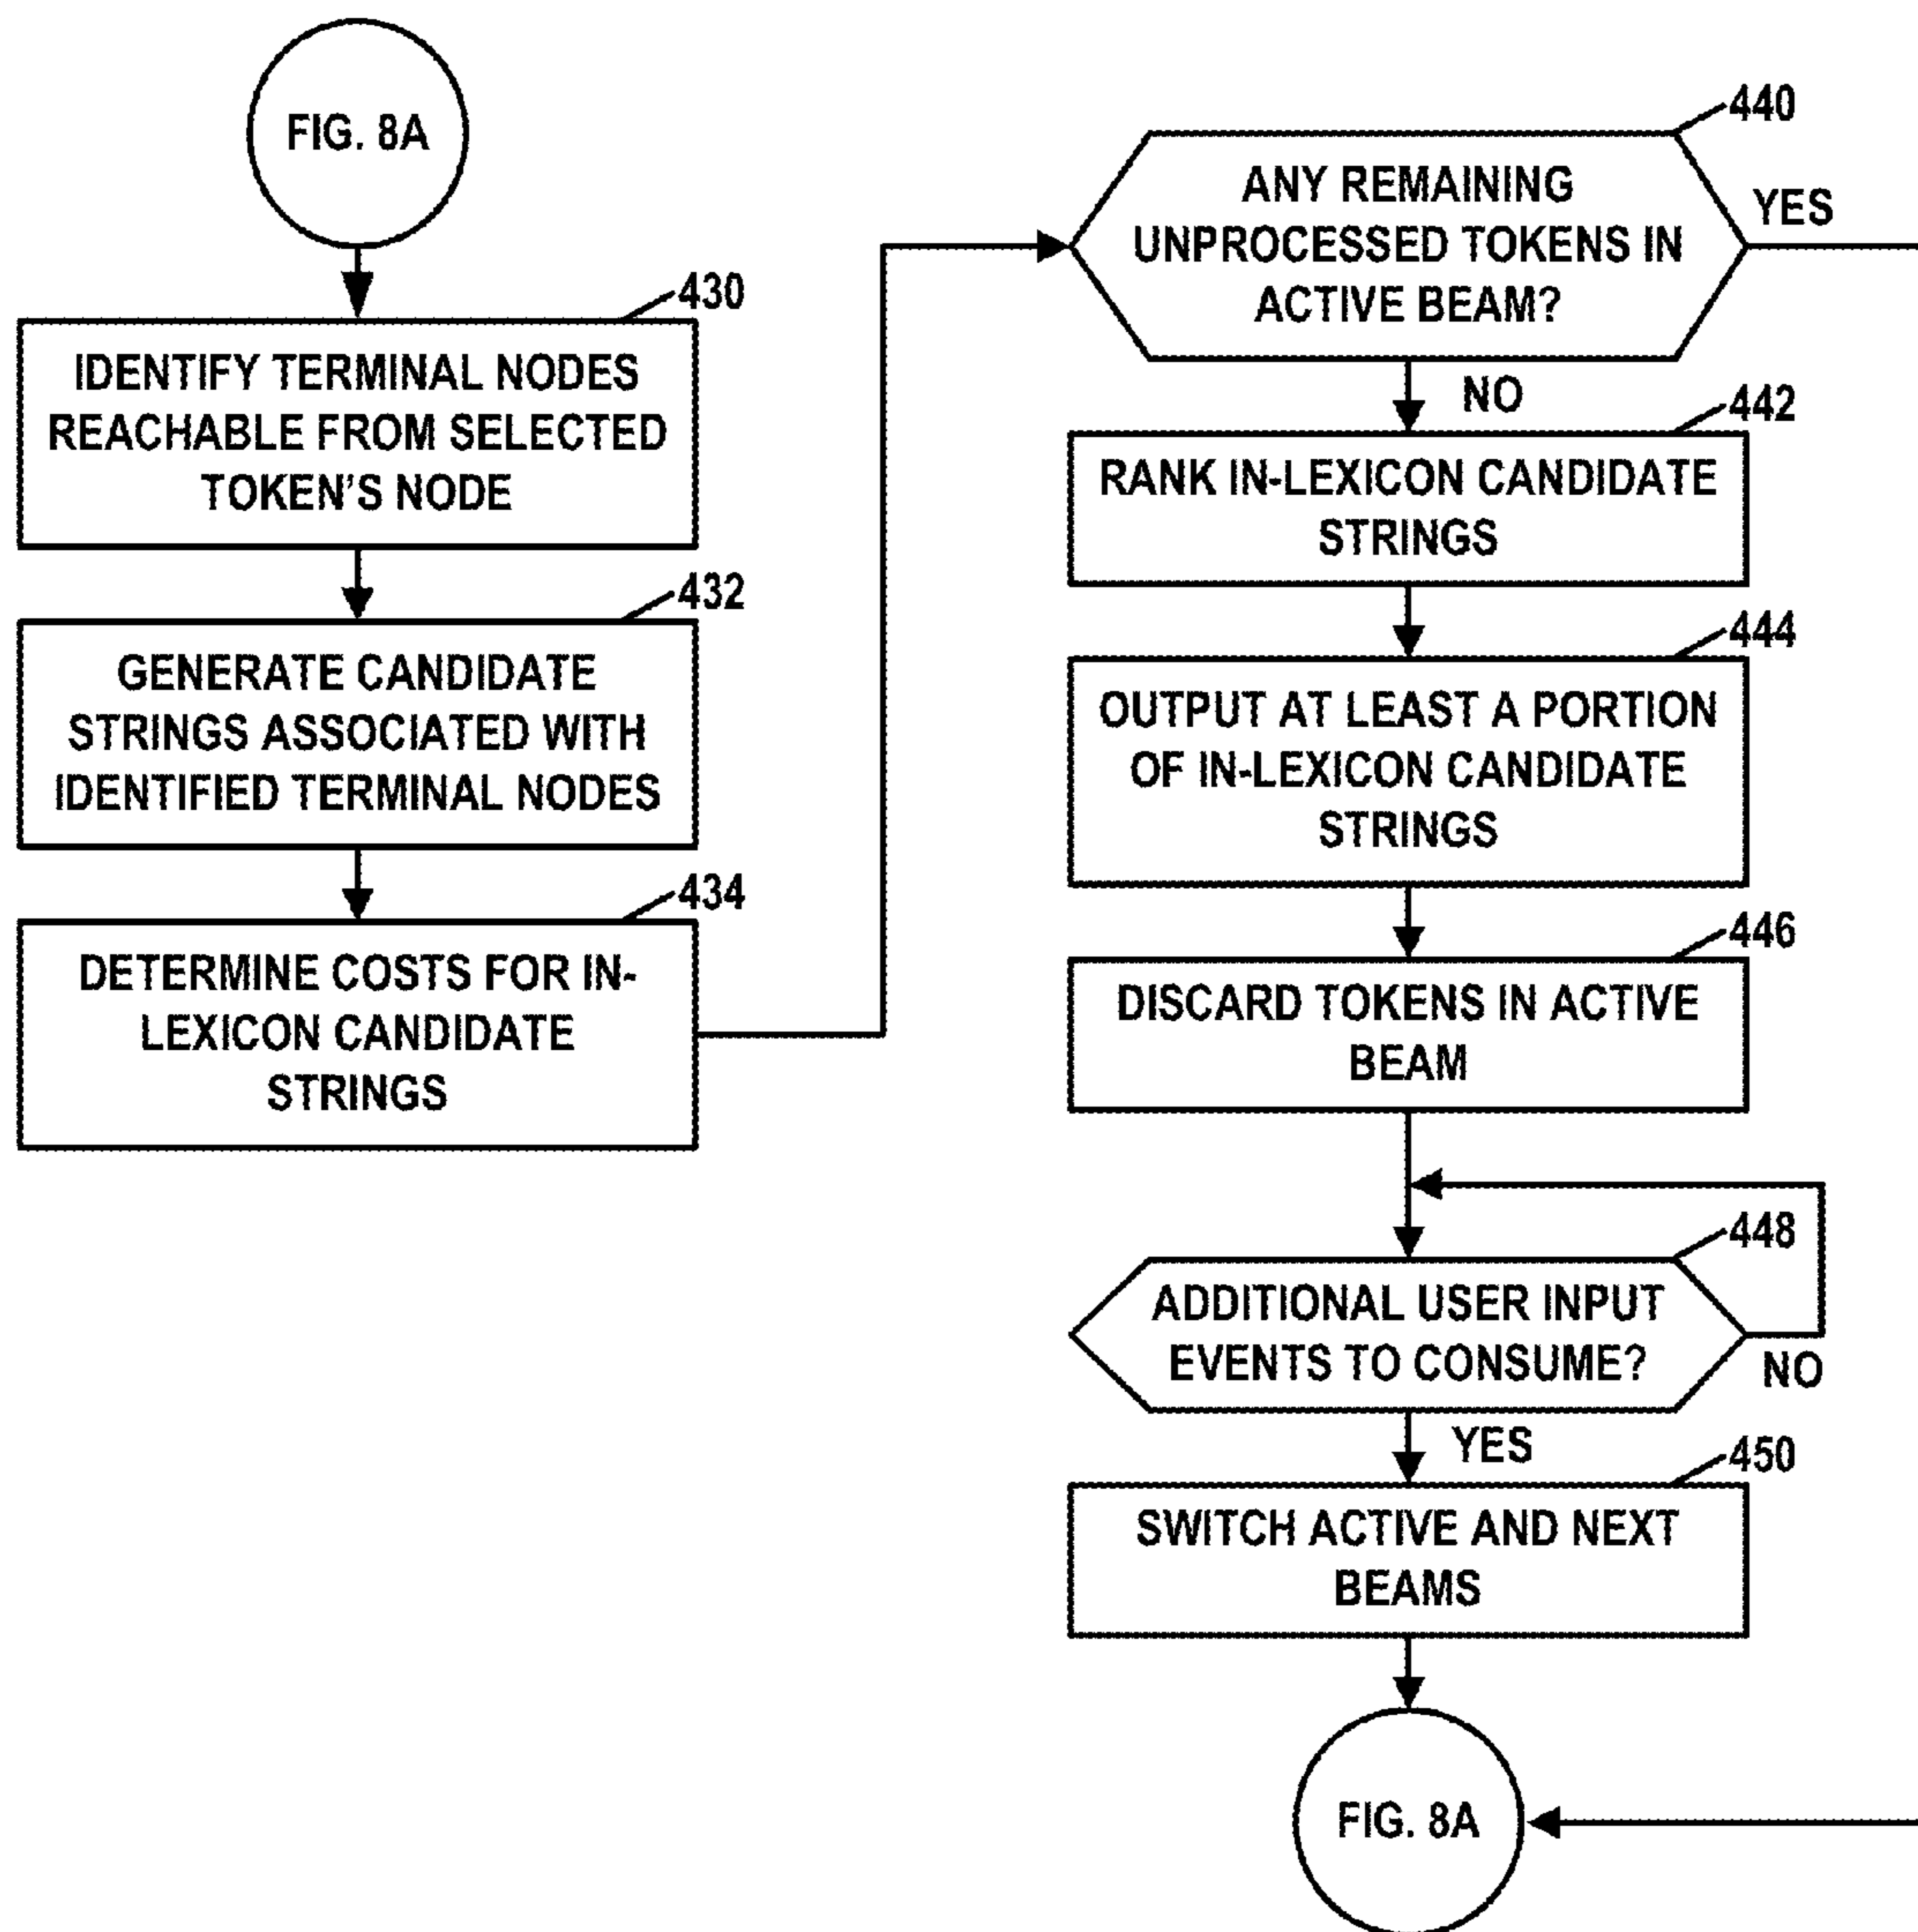 FIG. 8A
430
IDENTIFY TERMINAL NODES
REACHABLE FROM SELECTED
TOKEN'S NODE
432
GENERATE CANDIDATE
STRINGS ASSOCIATED WITH
IDENTIFIED TERMINAL NODES
434
DETERMINE COSTS FOR IN-
LEXICON CANDIDATE
STRINGS
440
ANY REMAINING
UNPROCESSED TOKENS IN
ACTIVE BEAM?
YES
NO
442
RANK IN-LEXICON CANDIDATE
STRINGS
444
OUTPUT AT LEAST A PORTION
OF IN-LEXICON CANDIDATE
STRINGS
446
DISCARD TOKENS IN ACTIVE
BEAM
448
ADDITIONAL USER INPUT
EVENTS TO CONSUME?
NO
YES
450
SWITCH ACTIVE AND NEXT
BEAMS
FIG. 8A